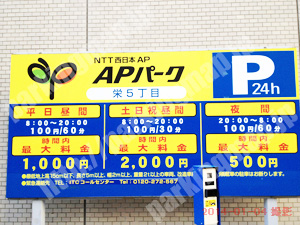 NTT西日本 AP
APパーク
栄5丁目
P
24h
平日昼間
8:00~20:00
100円/60分
時間内
最大料金
1,000円
土日祝昼間
8:00~20:00
100円/30分
時間内
最大料金
2,000円
夜間
20:00~8:00
100円/60分
時間内
最大料金
500円